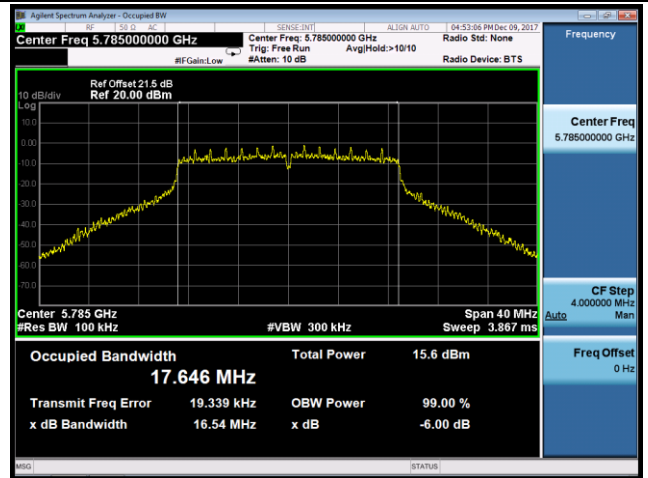 Agilent Spectrum Analyzer - Occupied BW
RF 50 Ω AC SENSE:INT ALIGN AUTO 04:53:06 PM Dec 09, 2017
Center Freq 5.785000000 GHz
Center Freq: 5.785000000 GHz Radio Std: None
Trig: Free Run Avg|Hold:>10/10
#IFGain:Low #Atten: 10 dB Radio Device: BTS
Frequency
Ref Offset 21.5 dB
10 dB/div Ref 20.00 dBm
Log
10.0
0.00
-10.0
-20.0
-30.0
-40.0
-50.0
-60.0
-70.0
Center 5.785 GHz Span 40 MHz
#Res BW 100 kHz #VBW 300 kHz Sweep 3.867 ms
Occupied Bandwidth Total Power 15.6 dBm
17.646 MHz
Transmit Freq Error 19.339 kHz OBW Power 99.00 %
x dB Bandwidth 16.54 MHz x dB -6.00 dB
Center Freq
5.785000000 GHz
CF Step
4.000000 MHz
Auto Man
Freq Offset
0 Hz
MSG STATUS